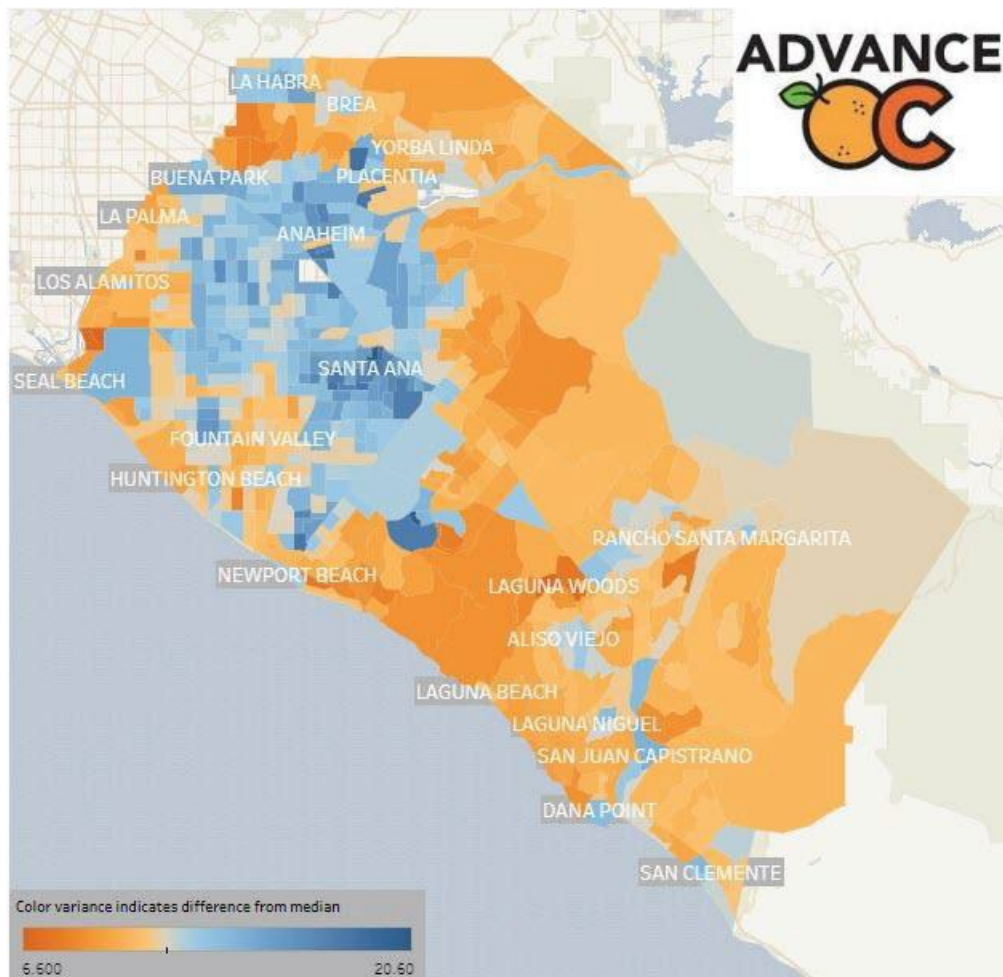 ADVANCE
OC
LA HABRA
BREA
YORBA LINDA
BUENA PARK
PLACENTIA
LA PALMA
ANAHEIM
LOS ALAMITOS
SANTA ANA
SEAL BEACH
FOUNTAIN VALLEY
HUNTINGTON BEACH
RANCHO SANTA MARGARITA
NEWPORT BEACH
LAGUNA WOODS
ALISO VIEJO
LAGUNA BEACH
LAGUNA NIGUEL
SAN JUAN CAPISTRANO
DANA POINT
SAN CLEMENTE
Color variance indicates difference from median
6.600 20.60